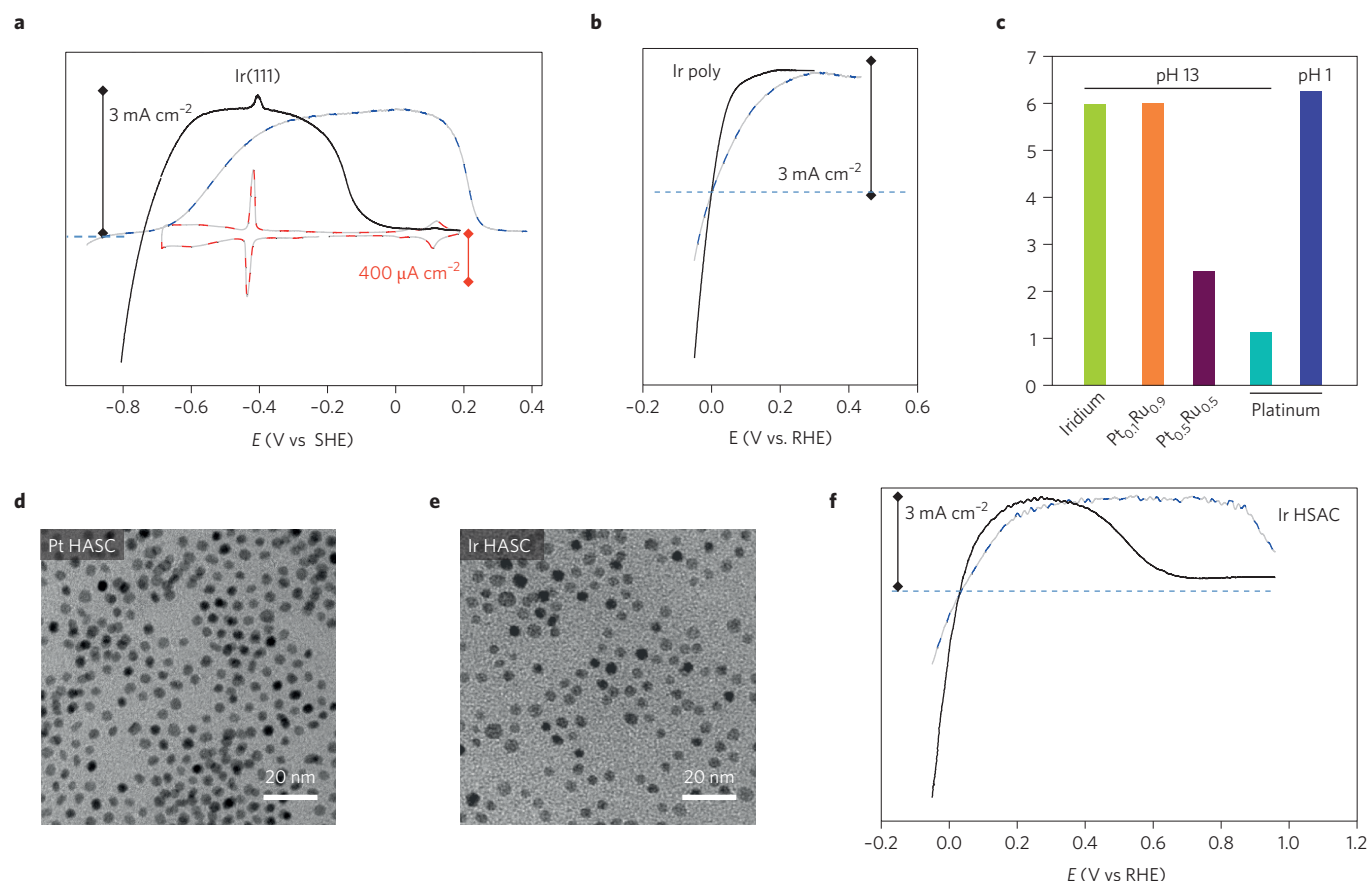 a
Ir(111)
3 mA cm⁻²
400 μA cm⁻²
−0.8 −0.6 −0.4 −0.2 0 0.2 0.4
E (V vs SHE)
b
Ir poly
3 mA cm⁻²
0.0 0.2 0.4 0.6
E (V vs. RHE)
c
7
6
5
4
3
2
1
0
pH 13
pH 1
Iridium
Pt₀.₁Ru₀.₉
Pt₀.₅Ru₀.₅
Platinum
d
Pt HASC
20 nm
e
Ir HASC
20 nm
f
3 mA cm⁻²
Ir HSAC
−0.2 0.0 0.2 0.4 0.6 0.8 1.0 1.2
E (V vs RHE)